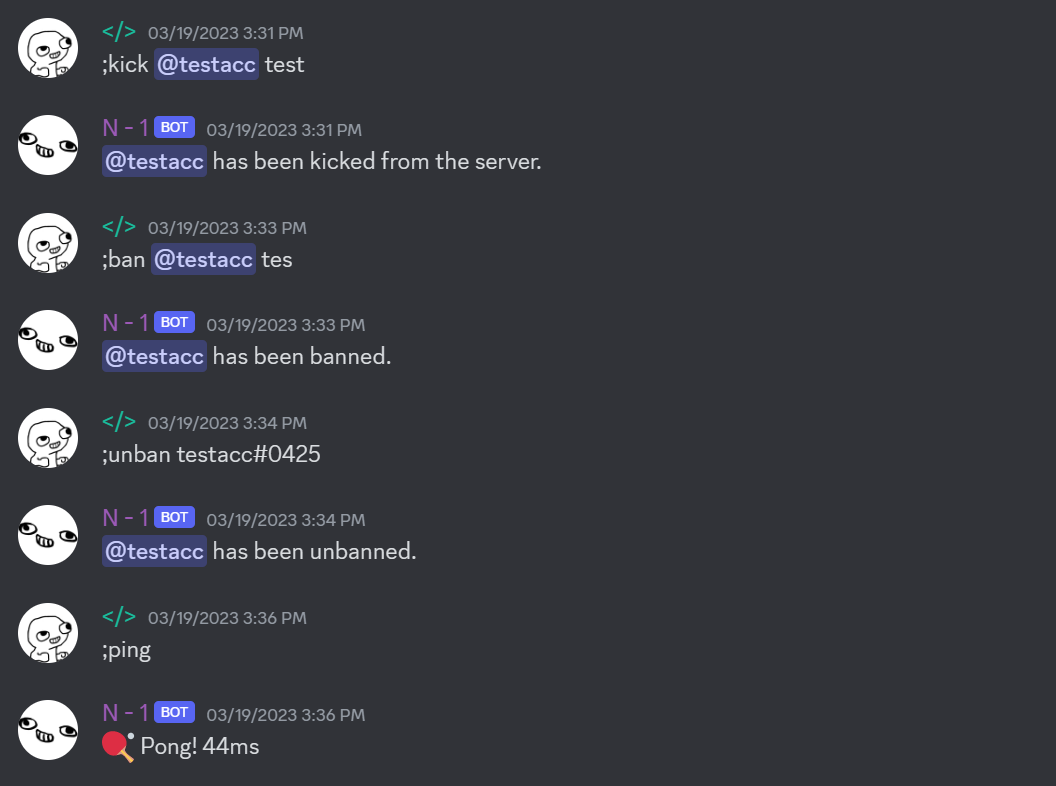 </> 03/19/2023 3:31 PM
;kick @testacc test
N - 1 BOT 03/19/2023 3:31 PM
@testacc has been kicked from the server.
</> 03/19/2023 3:33 PM
;ban @testacc tes
N - 1 BOT 03/19/2023 3:33 PM
@testacc has been banned.
</> 03/19/2023 3:34 PM
;unban testacc#0425
N - 1 BOT 03/19/2023 3:34 PM
@testacc has been unbanned.
</> 03/19/2023 3:36 PM
;ping
N - 1 BOT 03/19/2023 3:36 PM
🏓 Pong! 44ms